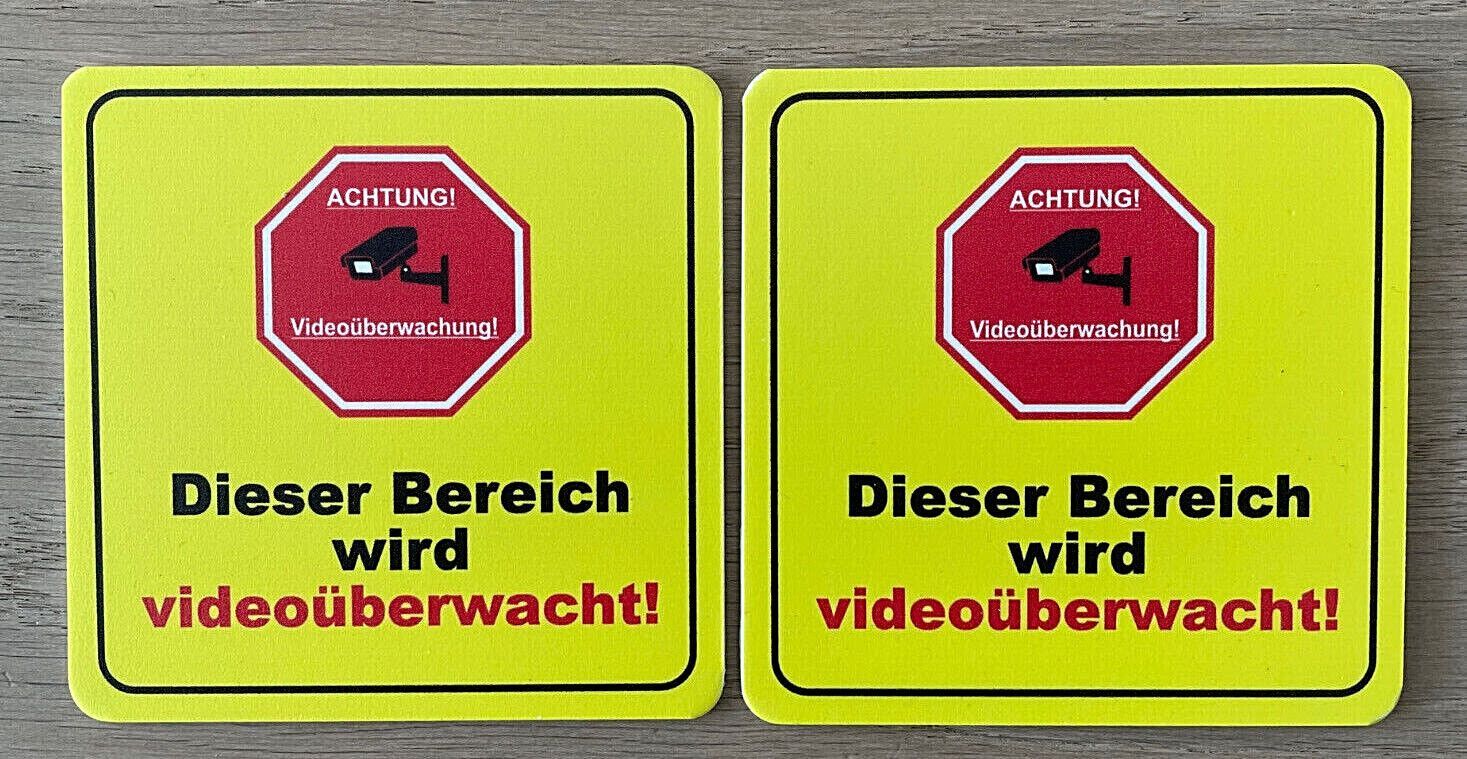 ACHTUNG!
Videoüberwachung!
Dieser Bereich
wird
videoüberwacht!
ACHTUNG!
Videoüberwachung!
Dieser Bereich
wird
videoüberwacht!